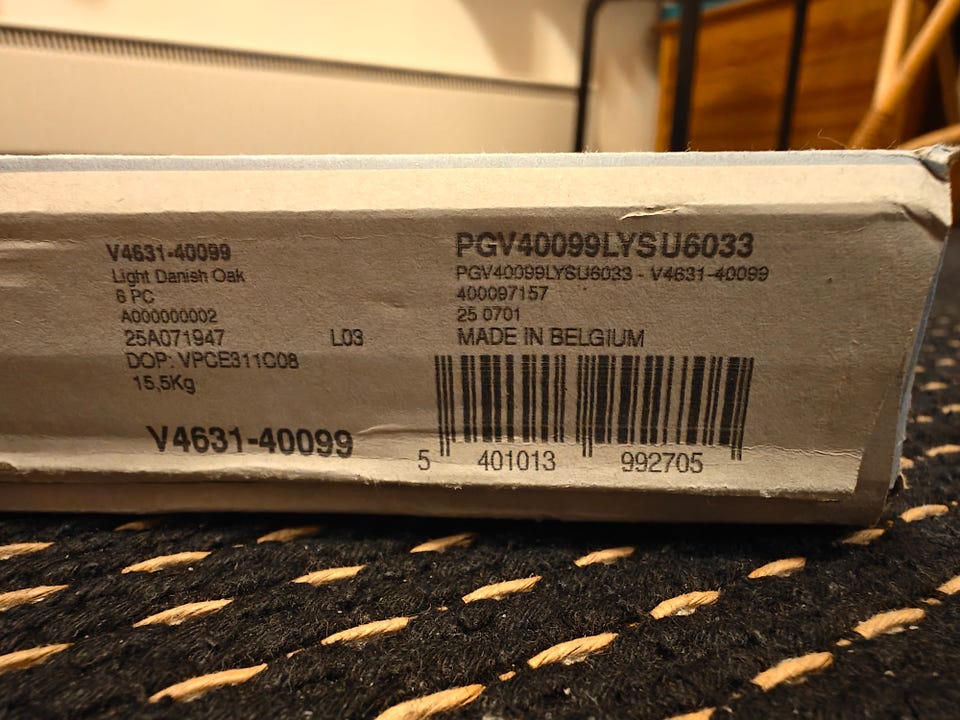 V4631-40099
Light Danish Oak
6 PC
A000000002
25A071947 L03
DOP: VPCE311C08
15,5Kg
V4631-40099
PGV40099LYSU6033
PGV40099LYSU6033 - V4631-40099
400097157
25 0701
MADE IN BELGIUM
5 401013 992705